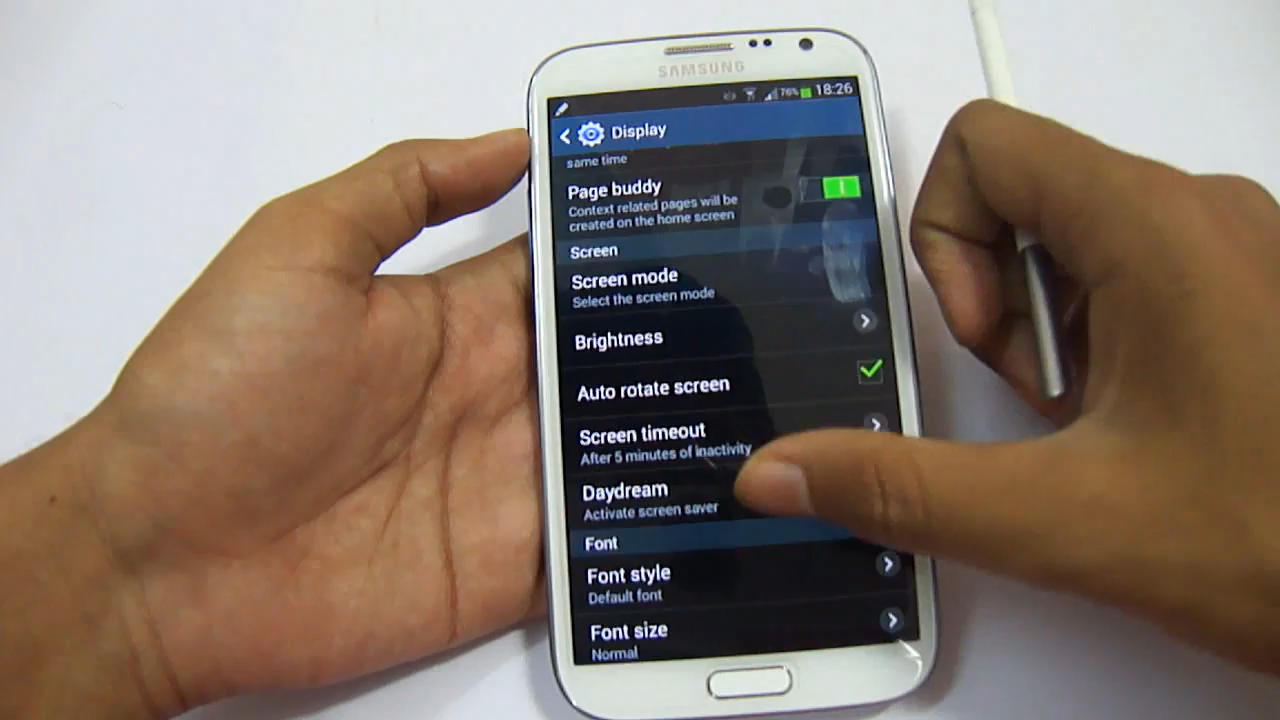 SAMSUNG
76% 18:26
Display
same time
Page buddy
Context related pages will be
created on the home screen
Screen
Screen mode
Select the screen mode
Brightness
Auto rotate screen
Screen timeout
After 5 minutes of inactivity
Daydream
Activate screen saver
Font
Font style
Default font
Font size
Normal